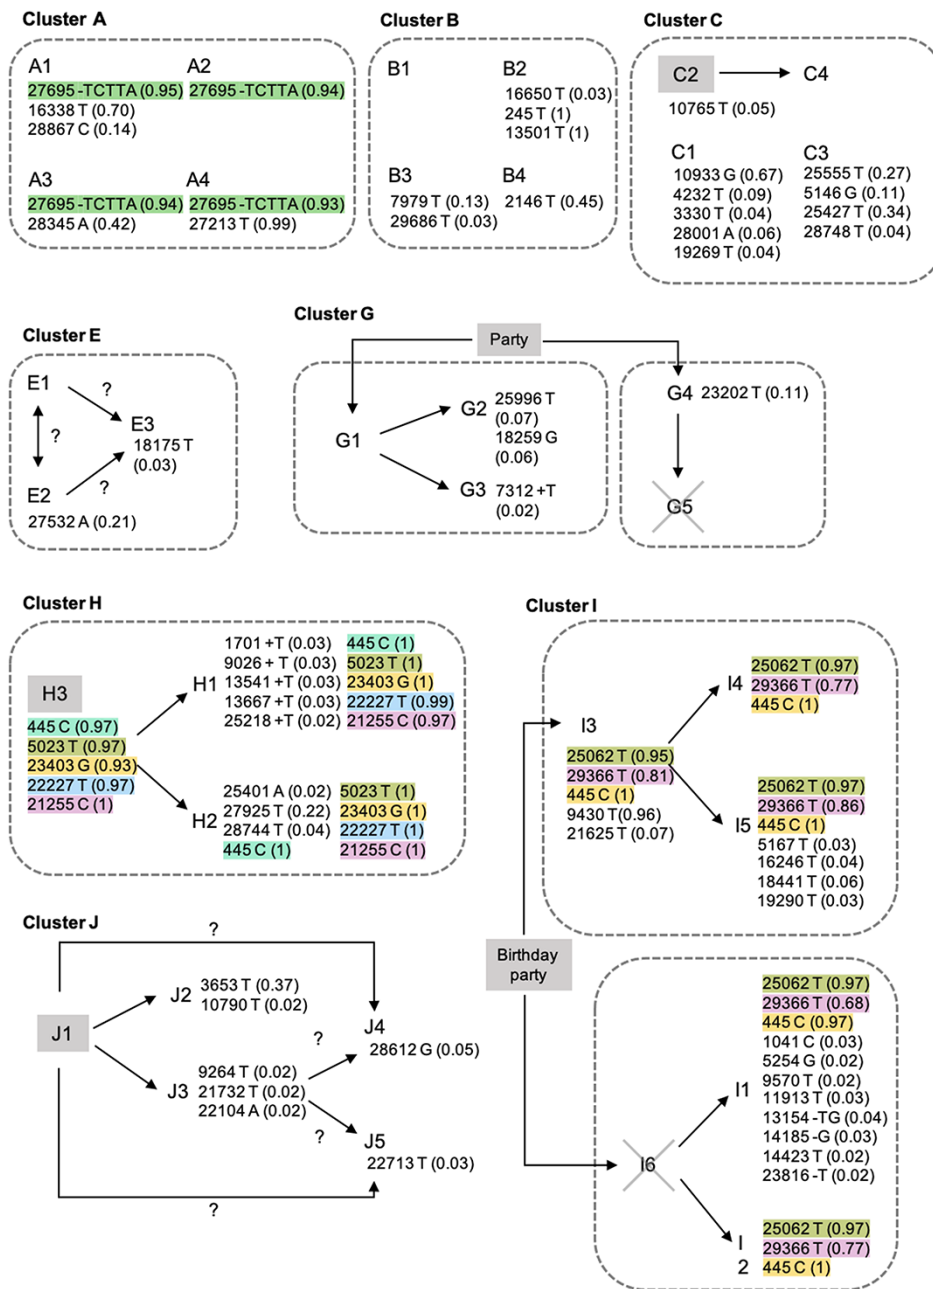 Cluster A
A1
27695 -TCTTA (0.95)
16338 T (0.70)
28867 C (0.14)
A2
27695 -TCTTA (0.94)
A3
27695 -TCTTA (0.94)
28345 A (0.42)
A4
27695 -TCTTA (0.93)
27213 T (0.99)
Cluster B
B1
B2
16650 T (0.03)
245 T (1)
13501 T (1)
B3
7979 T (0.13)
29686 T (0.03)
B4
2146 T (0.45)
Cluster C
C2
10765 T (0.05)
C4
C1
10933 G (0.67)
4232 T (0.09)
3330 T (0.04)
28001 A (0.06)
19269 T (0.04)
C3
25555 T (0.27)
5146 G (0.11)
25427 T (0.34)
28748 T (0.04)
Cluster E
E1
?
?
E3
18175 T
(0.03)
E2
?
27532 A (0.21)
Cluster G
Party
G1
G2
25996 T
(0.07)
18259 G
(0.06)
G3
7312 +T
(0.02)
G4
23202 T (0.11)
G5
Cluster H
H3
445 C (0.97)
5023 T (0.97)
23403 G (0.93)
22227 T (0.97)
21255 C (1)
H1
1701 +T (0.03)
9026 + T (0.03)
13541 +T (0.03)
13667 +T (0.03)
25218 +T (0.02)
445 C (1)
5023 T (1)
23403 G (1)
22227 T (0.99)
21255 C (0.97)
H2
25401 A (0.02)
27925 T (0.22)
28744 T (0.04)
445 C (1)
5023 T (1)
23403 G (1)
22227 T (1)
21255 C (1)
Cluster I
I3
25062 T (0.95)
29366 T (0.81)
445 C (1)
9430 T (0.96)
21625 T (0.07)
I4
25062 T (0.97)
29366 T (0.77)
445 C (1)
I5
25062 T (0.97)
29366 T (0.86)
445 C (1)
5167 T (0.03)
16246 T (0.04)
18441 T (0.06)
19290 T (0.03)
Birthday
party
I6
I1
25062 T (0.97)
29366 T (0.68)
445 C (0.97)
1041 C (0.03)
5254 G (0.02)
9570 T (0.02)
11913 T (0.03)
13154 -TG (0.04)
14185 -G (0.03)
14423 T (0.02)
23816 -T (0.02)
I
2
25062 T (0.97)
29366 T (0.77)
445 C (1)
Cluster J
?
J1
J2
3653 T (0.37)
10790 T (0.02)
J3
9264 T (0.02)
21732 T (0.02)
22104 A (0.02)
?
J4
28612 G (0.05)
?
J5
22713 T (0.03)
?